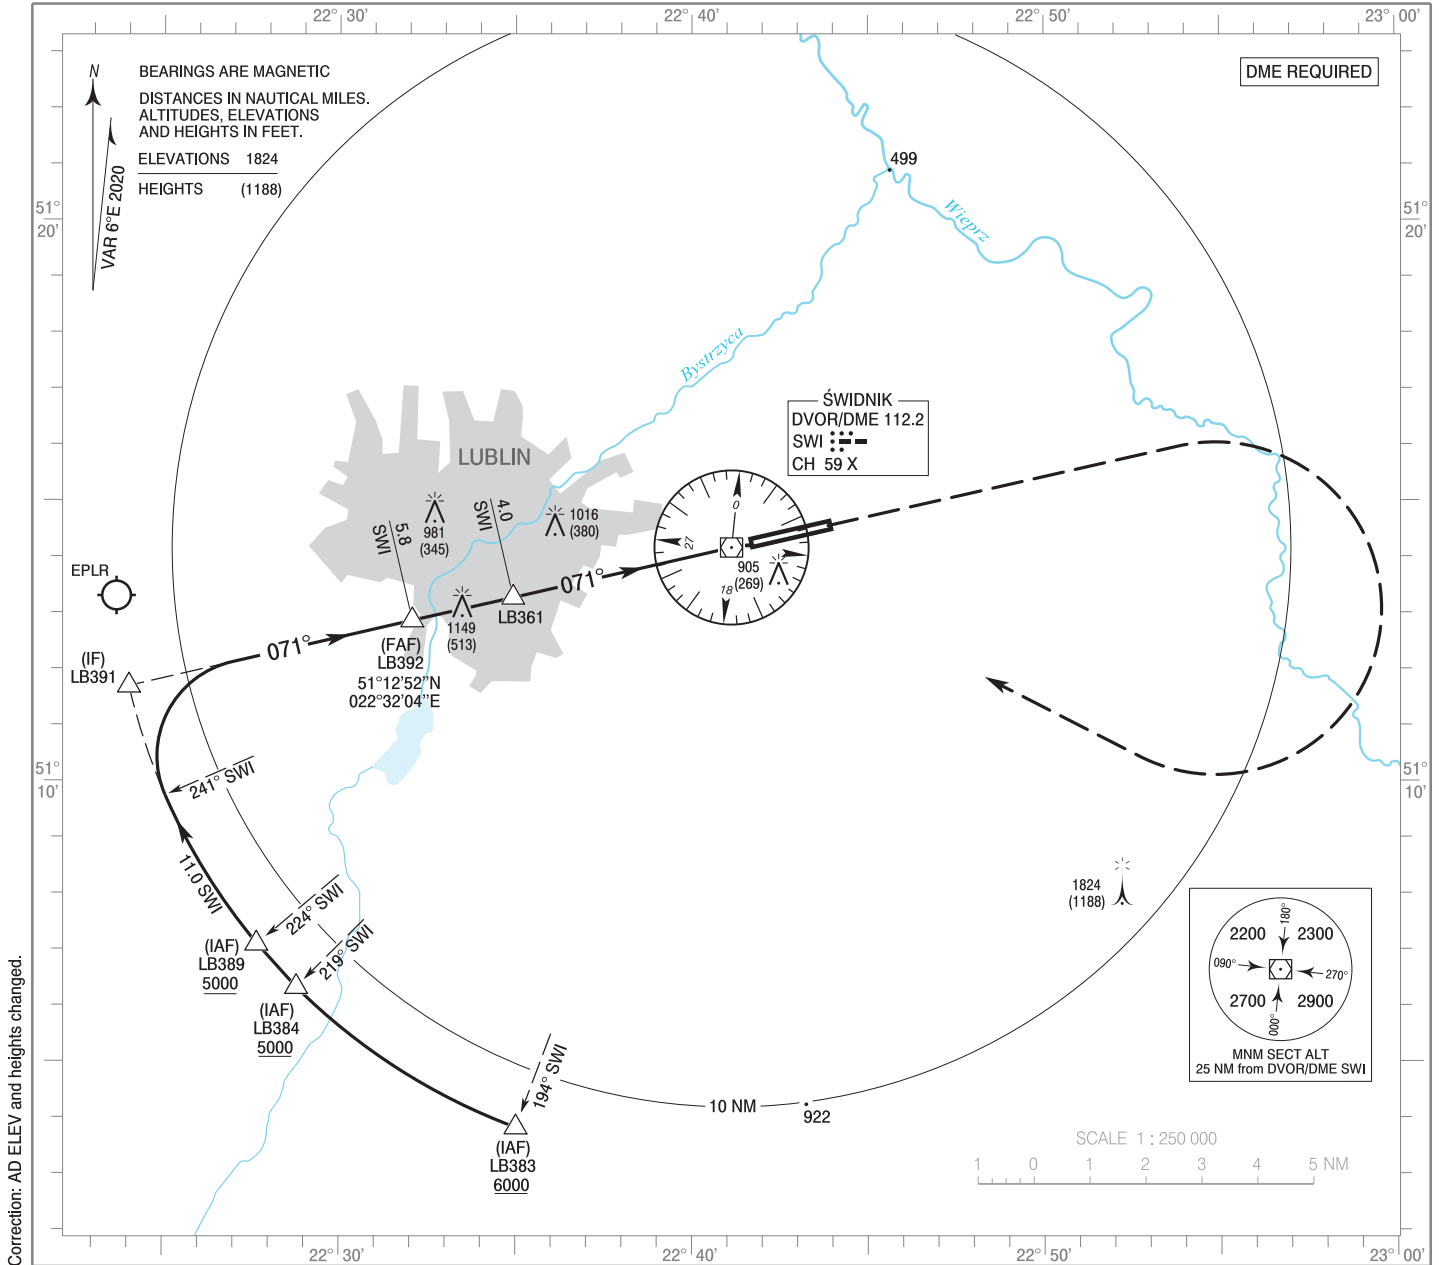 22° 30'
22° 40'
22° 50'
23° 00'
N
VAR 6°E 2020
BEARINGS ARE MAGNETIC
DISTANCES IN NAUTICAL MILES.
ALTITUDES, ELEVATIONS
AND HEIGHTS IN FEET.
ELEVATIONS 1824
HEIGHTS (1188)
DME REQUIRED
499
51°
20'
51°
20'
Wieprz
Bystrzyca
ŚWIDNIK
DVOR/DME 112.2
SWI
CH 59 X
LUBLIN
5.8
SWI
4.0
SWI
981
(345)
1016
(380)
0
27
18
905
(269)
EPLR
071°
LB361
1149
(513)
(FAF)
LB392
51°12'52"N
022°32'04"E
071°
(IF)
LB391
51°
10'
51°
10'
241° SWI
11.0 SWI
224° SWI
219° SWI
(IAF)
LB389
5000
(IAF)
LB384
5000
194° SWI
(IAF)
LB383
6000
10 NM
922
1824
(1188)
180°
2200
2300
090°
270°
2700
2900
000°
MNM SECT ALT
25 NM from DVOR/DME SWI
SCALE 1 : 250 000
1 0 1 2 3 4 5 NM
Correction: AD ELEV and heights changed.
22° 30'
22° 40'
22° 50'
23° 00'